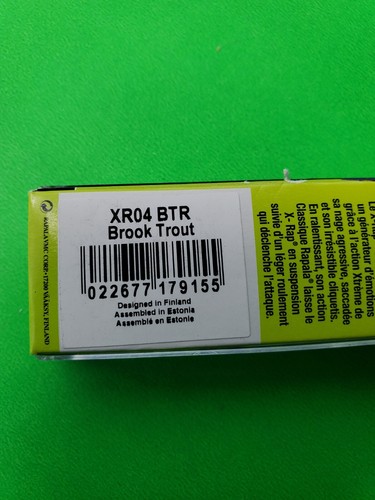 XR04 BTR
Brook Trout
022677 179155
Designed in Finland
Assembled in Estonia
Assemblé en Estonie
un générateur d'émotions
grâce à l'action Xtrême de
sa nage agressive, saccadée
et son irrésistible cliquetis.
En ralentissant, son action
Classique Rapala® laisse le
X-Rap® en suspension
suivie d'un léger roulement
qui déclenche l'attaque.